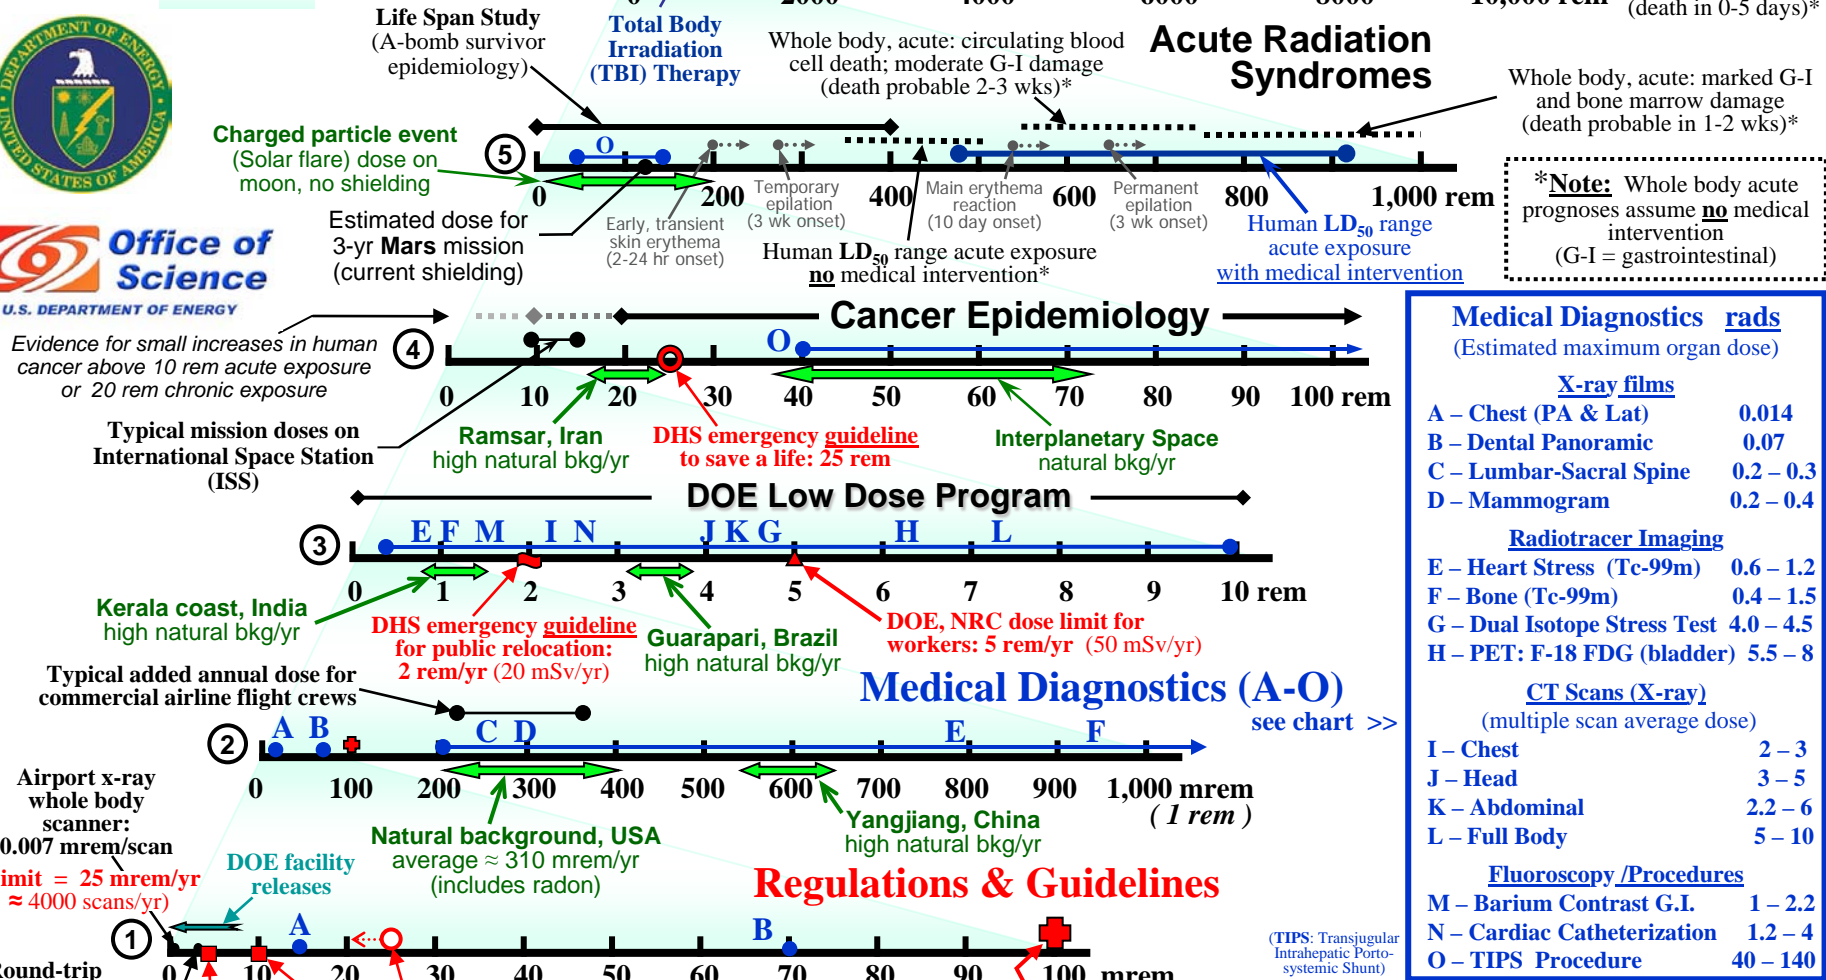 10,000 rem
(death in 0-5 days)*
DEPARTMENT OF ENERGY
UNITED STATES OF AMERICA
Life Span Study
(A-bomb survivor
epidemiology)
Total Body
Irradiation
(TBI) Therapy
Whole body, acute: circulating blood
cell death; moderate G-I damage
(death probable 2-3 wks)*
Acute Radiation
Syndromes
Whole body, acute: marked G-I
and bone marrow damage
(death probable in 1-2 wks)*
Charged particle event
(Solar flare) dose on
moon, no shielding
5
O
0 200 400 600 800 1,000 rem
Estimated dose for
3-yr Mars mission
(current shielding)
Early, transient
skin erythema
(2-24 hr onset)
Temporary
epilation
(3 wk onset)
Main erythema
reaction
(10 day onset)
Permanent
epilation
(3 wk onset)
Human LD50 range acute exposure
no medical intervention*
Human LD50 range
acute exposure
with medical intervention
*Note: Whole body acute
prognoses assume no medical
intervention
(G-I = gastrointestinal)
Office of
Science
U.S. DEPARTMENT OF ENERGY
Cancer Epidemiology
Evidence for small increases in human
cancer above 10 rem acute exposure
or 20 rem chronic exposure
4
O
0 10 20 30 40 50 60 70 80 90 100 rem
Typical mission doses on
International Space Station
(ISS)
Ramsar, Iran
high natural bkg/yr
DHS emergency guideline
to save a life: 25 rem
Interplanetary Space
natural bkg/yr
DOE Low Dose Program
3
E F M I N J K G H L
0 1 2 3 4 5 6 7 8 9 10 rem
Kerala coast, India
high natural bkg/yr
DHS emergency guideline
for public relocation:
2 rem/yr (20 mSv/yr)
Guarapari, Brazil
high natural bkg/yr
DOE, NRC dose limit for
workers: 5 rem/yr (50 mSv/yr)
Typical added annual dose for
commercial airline flight crews
Medical Diagnostics (A-O)
see chart >>
2
A B C D E F
0 100 200 300 400 500 600 700 800 900 1,000 mrem
( 1 rem )
Natural background, USA
average ≈ 310 mrem/yr
(includes radon)
Yangjiang, China
high natural bkg/yr
Airport x-ray
whole body
scanner:
0.007 mrem/scan
imit = 25 mrem/yr
≈ 4000 scans/yr)
DOE facility
releases
Regulations & Guidelines
1
A B
0 10 20 30 40 50 60 70 80 90 100 mrem
Round-trip
(TIPS: Transjugular
Intrahepatic Porto-
systemic Shunt)
Medical Diagnostics rads
(Estimated maximum organ dose)
X-ray films
A – Chest (PA & Lat) 0.014
B – Dental Panoramic 0.07
C – Lumbar-Sacral Spine 0.2 – 0.3
D – Mammogram 0.2 – 0.4
Radiotracer Imaging
E – Heart Stress (Tc-99m) 0.6 – 1.2
F – Bone (Tc-99m) 0.4 – 1.5
G – Dual Isotope Stress Test 4.0 – 4.5
H – PET: F-18 FDG (bladder) 5.5 – 8
CT Scans (X-ray)
(multiple scan average dose)
I – Chest 2 – 3
J – Head 3 – 5
K – Abdominal 2.2 – 6
L – Full Body 5 – 10
Fluoroscopy /Procedures
M – Barium Contrast G.I. 1 – 2.2
N – Cardiac Catheterization 1.2 – 4
O – TIPS Procedure 40 – 140